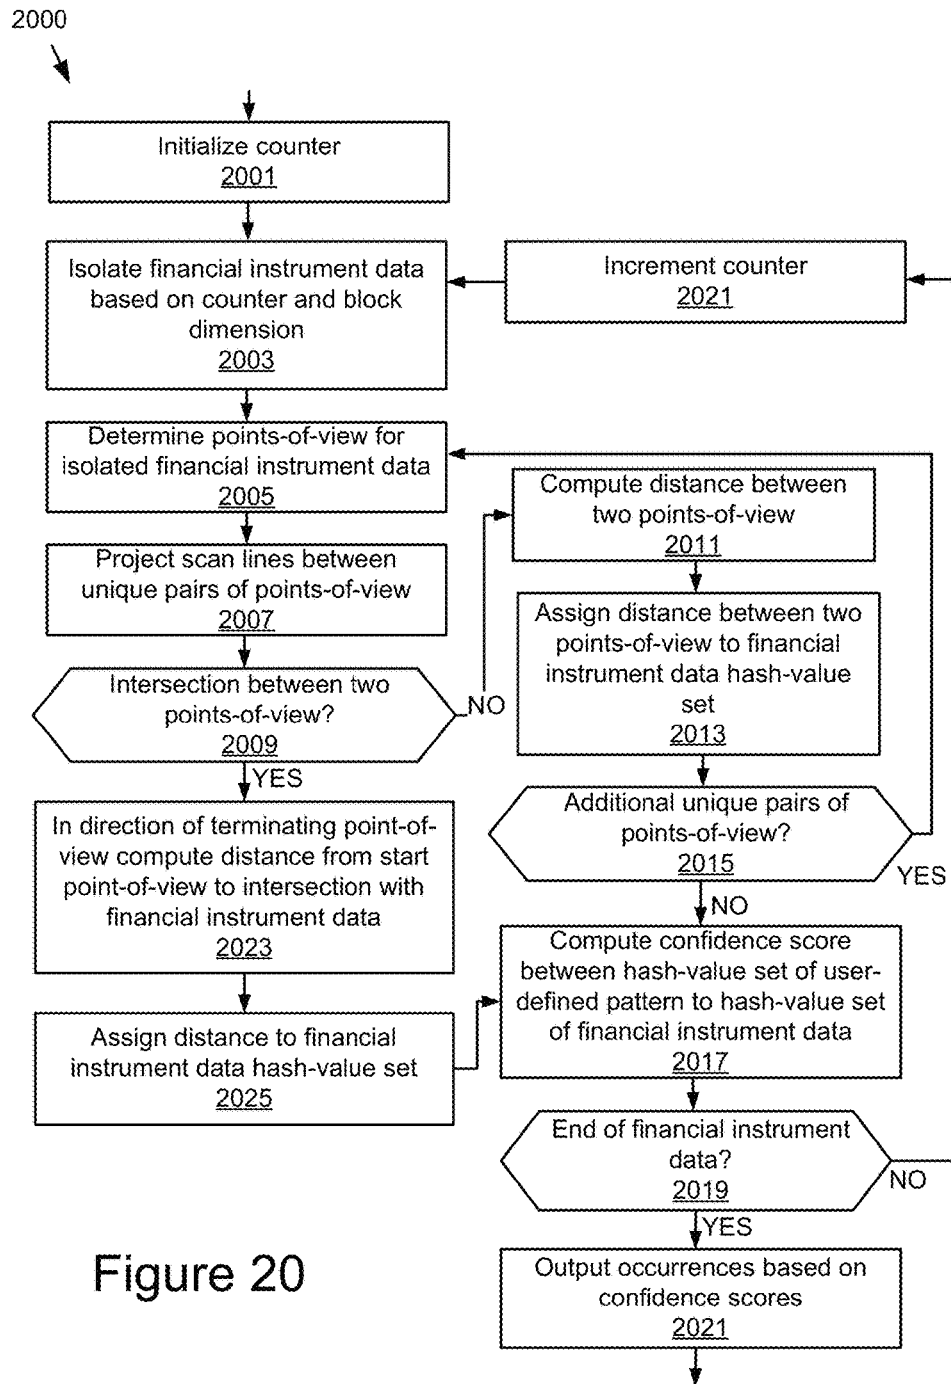 2000
Initialize counter
2001
Isolate financial instrument data
based on counter and block
dimension
2003
Increment counter
2021
Determine points-of-view for
isolated financial instrument data
2005
Project scan lines between
unique pairs of points-of-view
2007
Intersection between two
points-of-view?
2009
NO
YES
Compute distance between
two points-of-view
2011
Assign distance between two
points-of-view to financial
instrument data hash-value
set
2013
Additional unique pairs of
points-of-view?
2015
YES
NO
In direction of terminating point-of-
view compute distance from start
point-of-view to intersection with
financial instrument data
2023
Assign distance to financial
instrument data hash-value set
2025
Compute confidence score
between hash-value set of user-
defined pattern to hash-value set
of financial instrument data
2017
End of financial instrument
data?
2019
NO
YES
Output occurrences based on
confidence scores
2021
Figure 20